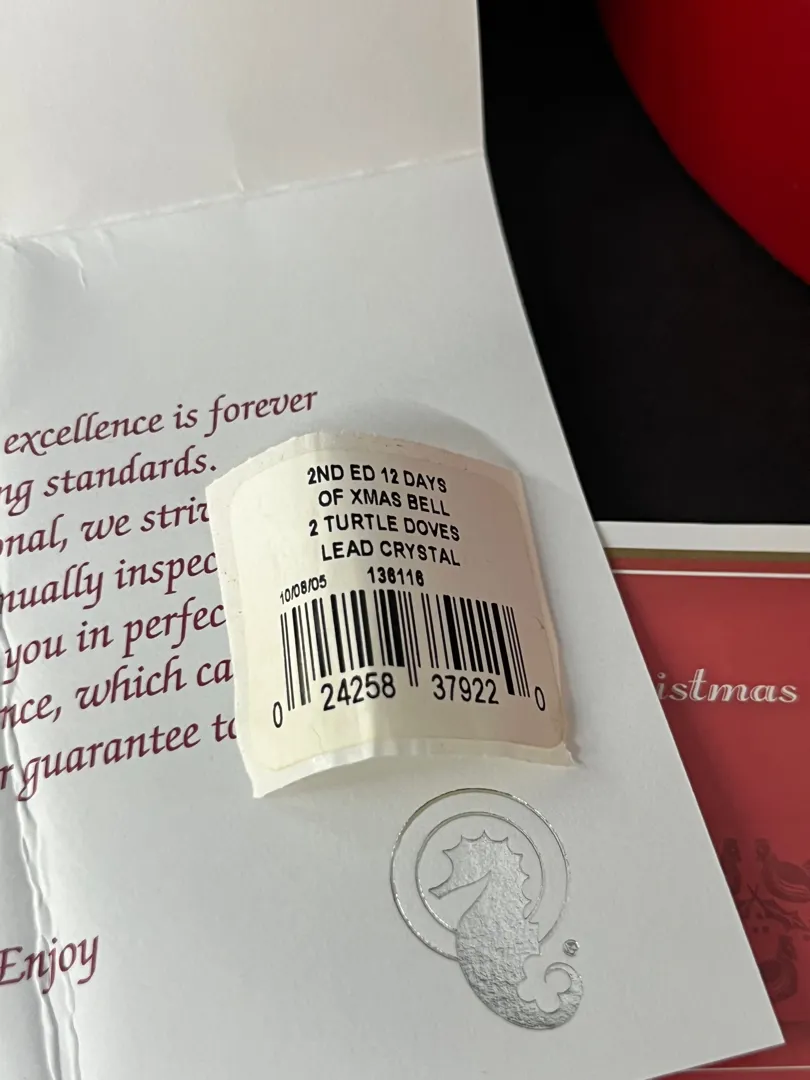 excellence is forever
ng standards.
onal, we striv
nually inspec
you in perfec
nce, which ca
r guarantee to
Enjoy
2ND ED 12 DAYS
OF XMAS BELL
2 TURTLE DOVES
LEAD CRYSTAL
10/08/05 136116
0 24258 37922 0
istmas
®